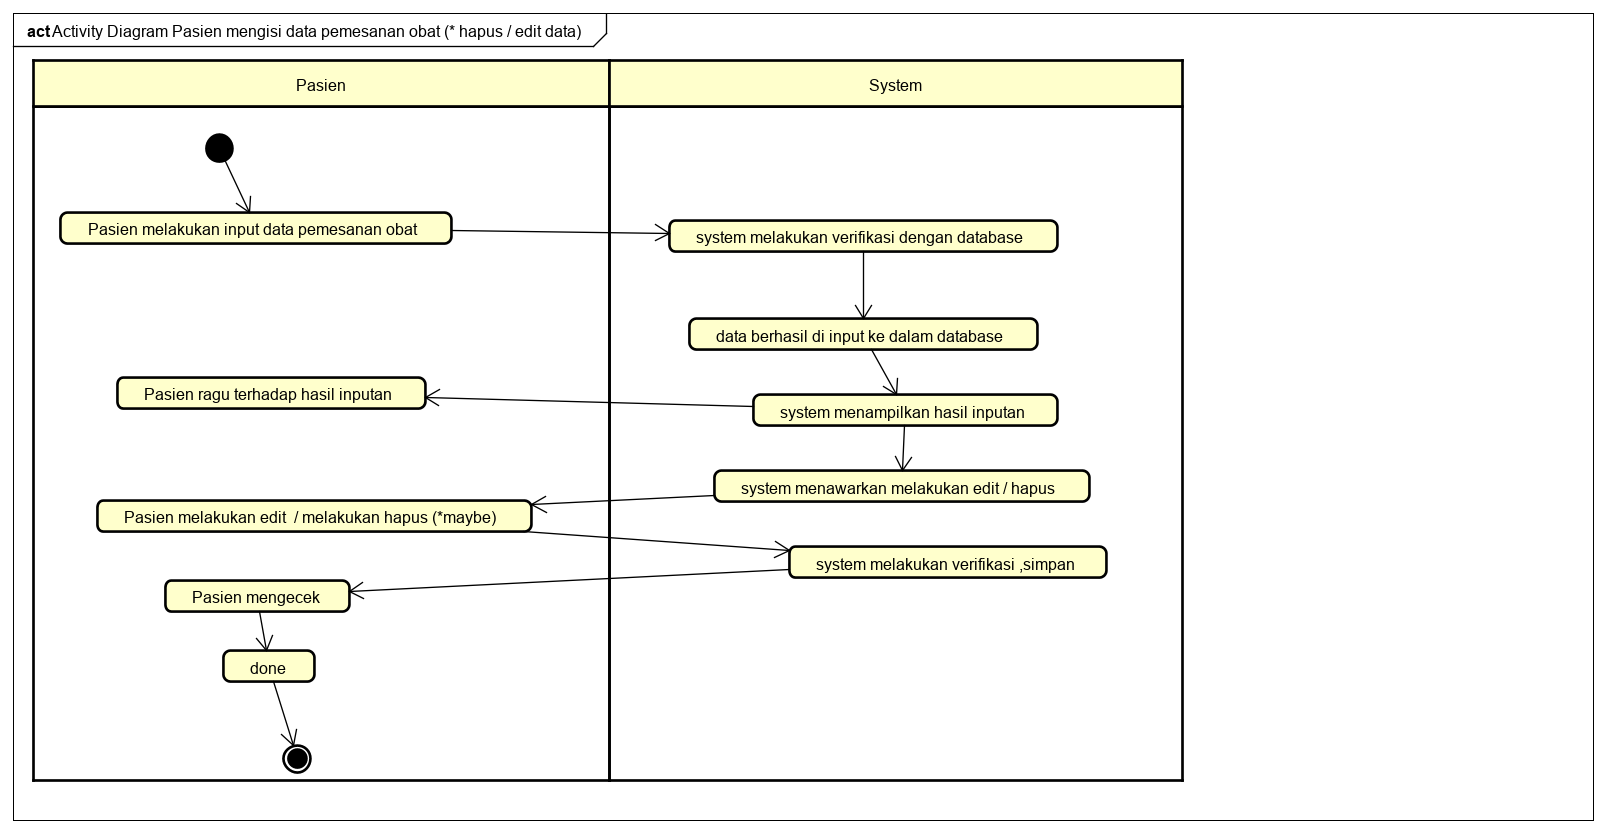 act Activity Diagram Pasien mengisi data pemesanan obat (* hapus / edit data)
Pasien
System
Pasien melakukan input data pemesanan obat
system melakukan verifikasi dengan database
data berhasil di input ke dalam database
Pasien ragu terhadap hasil inputan
system menampilkan hasil inputan
system menawarkan melakukan edit / hapus
Pasien melakukan edit  / melakukan hapus (*maybe)
system melakukan verifikasi ,simpan
Pasien mengecek
done